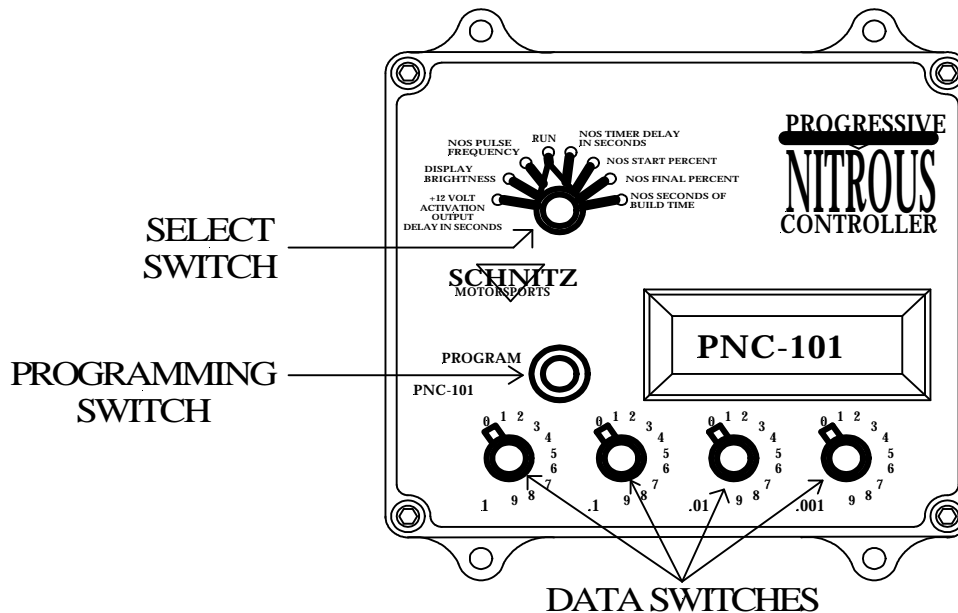 NOS PULSE
FREQUENCY
RUN
NOS TIMER DELAY
IN SECONDS
DISPLAY
BRIGHTNESS
NOS START PERCENT
NOS FINAL PERCENT
+12 VOLT
ACTIVATION
OUTPUT
DELAY IN SECONDS
NOS SECONDS OF
BUILD TIME
PROGRESSIVE
NITROUS
CONTROLLER
SELECT
SWITCH
SCHNITZ
MOTORSPORTS
PROGRAMMING
SWITCH
PROGRAM
PNC-101
PNC-101
0 1 2 3 4 5 6 7 8 9
.1
0 1 2 3 4 5 6 7 8 9
.1
0 1 2 3 4 5 6 7 8 9
.01
0 1 2 3 4 5 6 7 8 9
.001
DATA SWITCHES